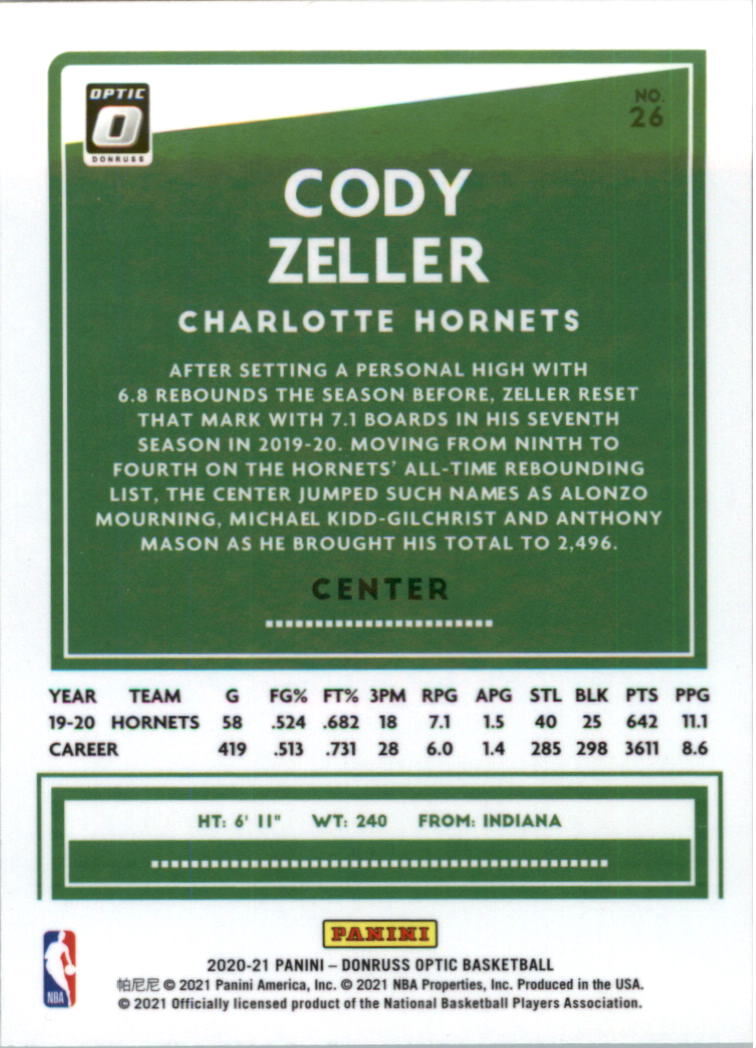 OPTIC
O
DONRUSS
NO.
26
CODY
ZELLER
CHARLOTTE HORNETS
AFTER SETTING A PERSONAL HIGH WITH
6.8 REBOUNDS THE SEASON BEFORE, ZELLER RESET
THAT MARK WITH 7.1 BOARDS IN HIS SEVENTH
SEASON IN 2019-20. MOVING FROM NINTH TO
FOURTH ON THE HORNETS' ALL-TIME REBOUNDING
LIST, THE CENTER JUMPED SUCH NAMES AS ALONZO
MOURNING, MICHAEL KIDD-GILCHRIST AND ANTHONY
MASON AS HE BROUGHT HIS TOTAL TO 2,496.
CENTER
YEAR TEAM G FG% FT% 3PM RPG APG STL BLK PTS PPG
19-20 HORNETS 58 .524 .682 18 7.1 1.5 40 25 642 11.1
CAREER 419 .513 .731 28 6.0 1.4 285 298 3611 8.6
HT: 6' 11" WT: 240 FROM: INDIANA
PANINI
NBA
2020-21 PANINI – DONRUSS OPTIC BASKETBALL
帕尼尼 © 2021 Panini America, Inc. © 2021 NBA Properties, Inc. Produced in the USA.
© 2021 Officially licensed product of the National Basketball Players Association.